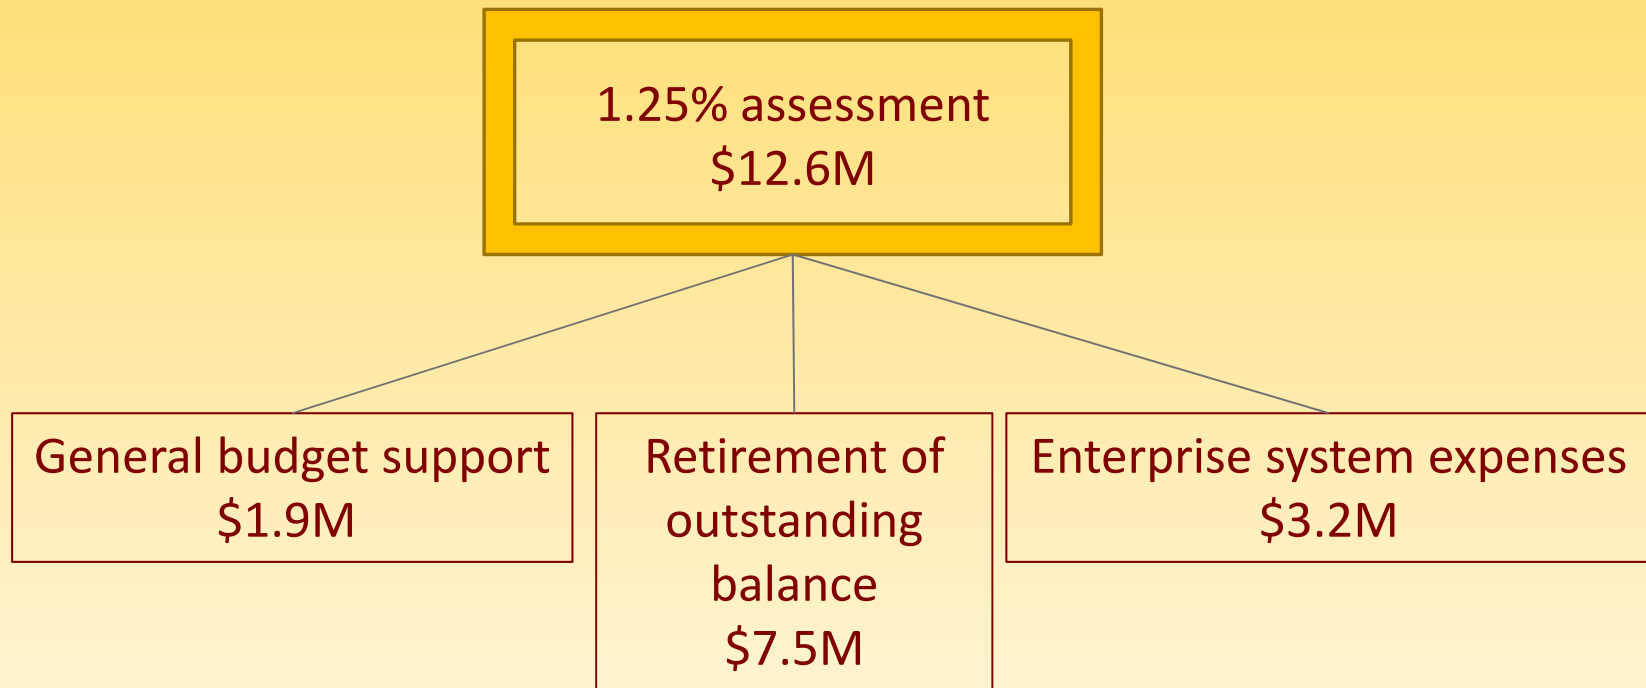 1.25% assessment
$12.6M
General budget support
$1.9M
Retirement of
outstanding
balance
$7.5M
Enterprise system expenses
$3.2M